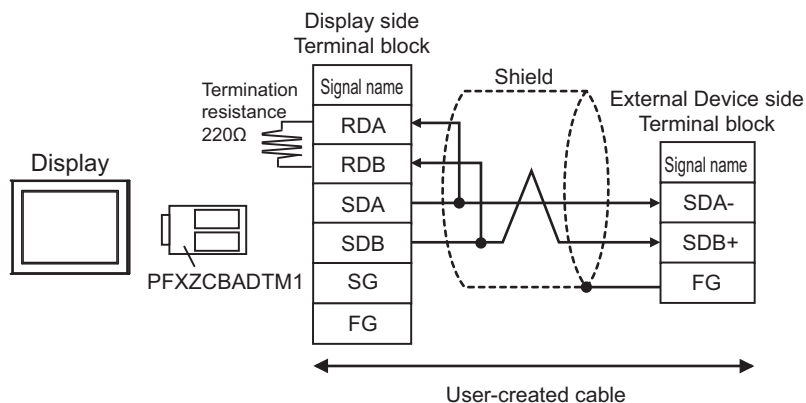 Display side
Terminal block
Signal name
RDA
RDB
SDA
SDB
SG
FG
Termination
resistance
220Ω
Display
PFXZCBADTM1
Shield
External Device side
Terminal block
Signal name
SDA-
SDB+
FG
User-created cable